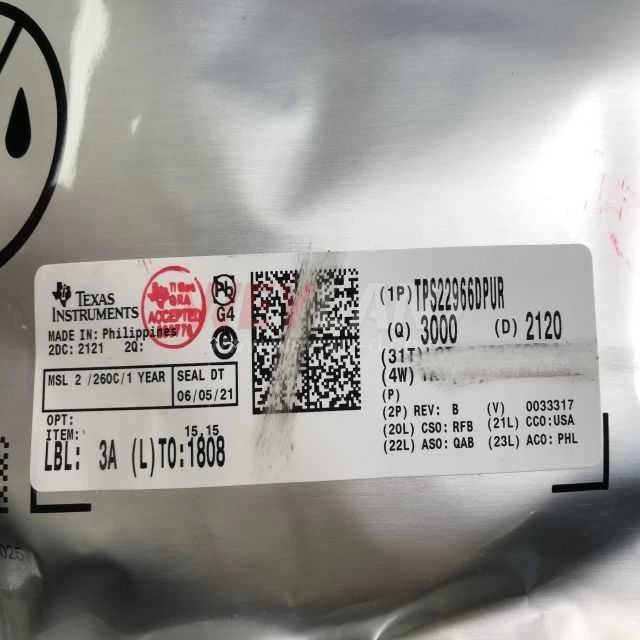 TEXAS
INSTRUMENTS
MADE IN: Philippines
2DC: 2121 2Q:
MSL 2 /260C/1 YEAR
SEAL DT
06/05/21
OPT:
ITEM:
15,15
LBL: 3A (L)TO:1808
Pb
G4
ACCEPTED
(1P) TPS22966DPUR
(Q) 3000 (D) 2120
(31T)
(4W)
(P)
(2P) REV: B (V) 0033317
(20L) CSO: RFB (21L) CCO:USA
(22L) ASO: QAB (23L) ACO: PHL